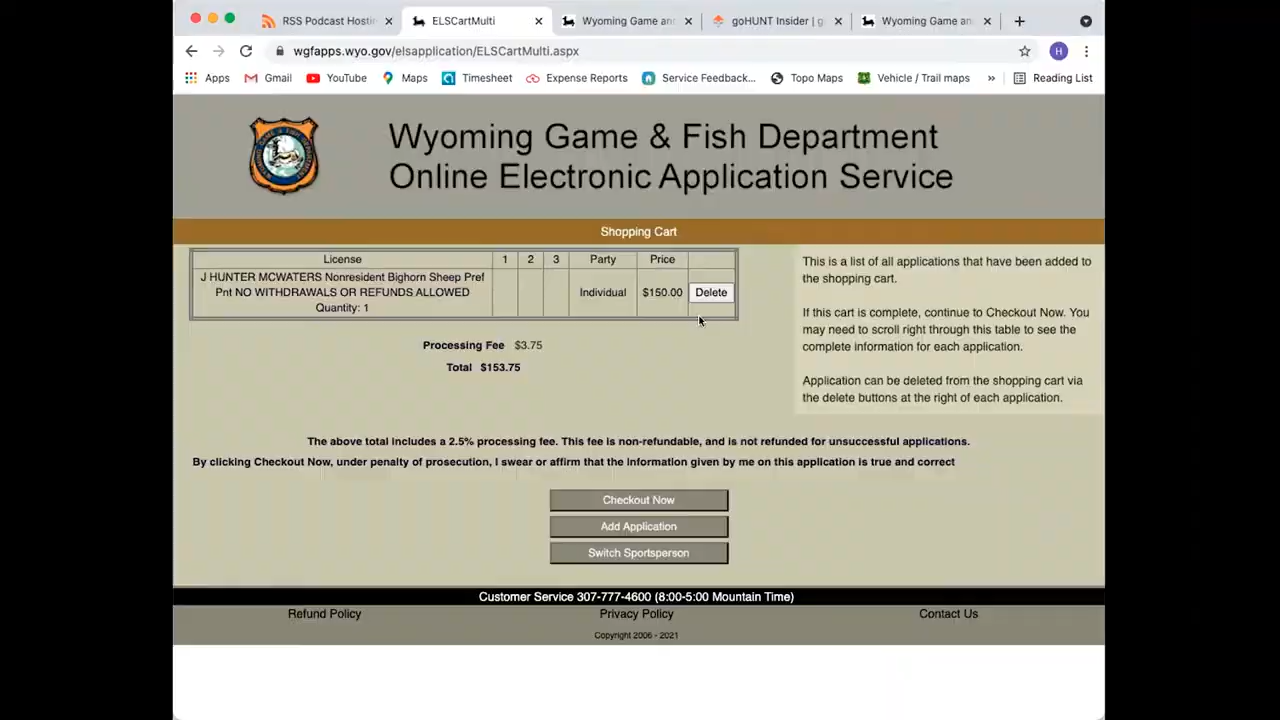 RSS Podcast Hostin
ELSCartMulti
Wyoming Game and
goHUNT Insider | g
Wyoming Game an
wgfapps.wyo.gov/elsapplication/ELSCartMulti.aspx
H
Apps
Gmail
YouTube
Maps
Timesheet
Expense Reports
Service Feedback...
Topo Maps
Vehicle / Trail maps
»
Reading List
Wyoming Game & Fish Department
Online Electronic Application Service
Shopping Cart
License 1 2 3 Party Price
J HUNTER MCWATERS Nonresident Bighorn Sheep Pref
Pnt NO WITHDRAWALS OR REFUNDS ALLOWED
Quantity: 1
Individual $150.00 Delete
Processing Fee $3.75
Total $153.75
This is a list of all applications that have been added to
the shopping cart.
If this cart is complete, continue to Checkout Now. You
may need to scroll right through this table to see the
complete information for each application.
Application can be deleted from the shopping cart via
the delete buttons at the right of each application.
The above total includes a 2.5% processing fee. This fee is non-refundable, and is not refunded for unsuccessful applications.
By clicking Checkout Now, under penalty of prosecution, I swear or affirm that the information given by me on this application is true and correct
Checkout Now
Add Application
Switch Sportsperson
Customer Service 307-777-4600 (8:00-5:00 Mountain Time)
Refund Policy
Privacy Policy
Contact Us
Copyright 2006 - 2021